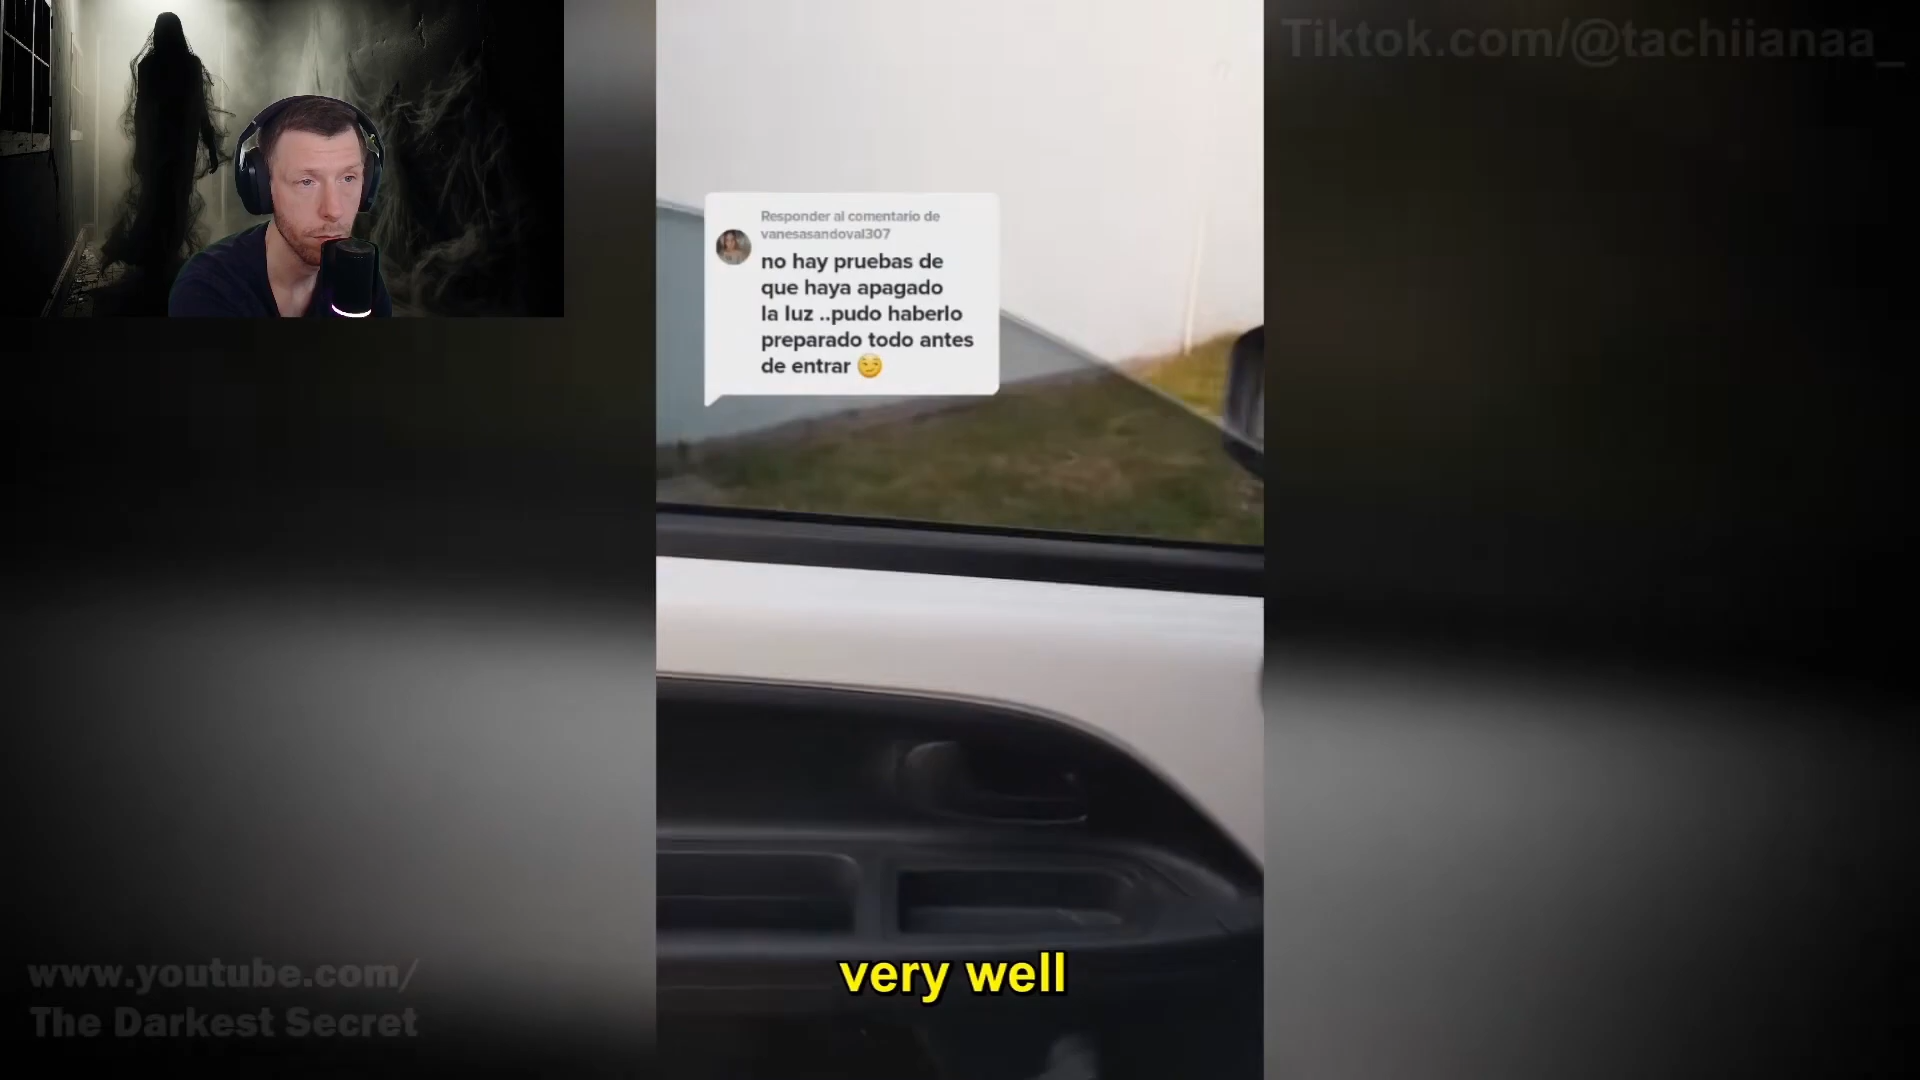 Tiktok.com/@tachiianaa_
Responder al comentario de
vanesasandoval307
no hay pruebas de
que haya apagado
la luz ..pudo haberlo
preparado todo antes
de entrar 😏
very well
www.youtube.com/
The Darkest Secret